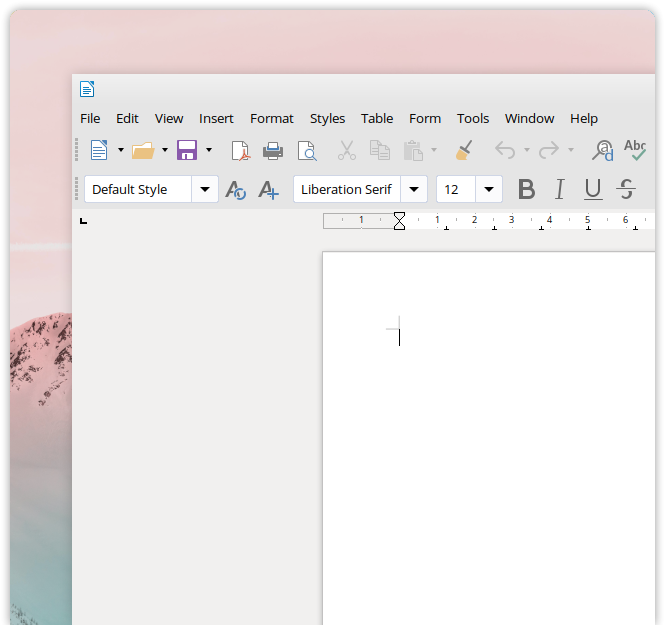 File Edit View Insert Format Styles Table Form Tools Window Help
Abc
Default Style Liberation Serif 12 B I U S
1 1 2 3 4 5 6